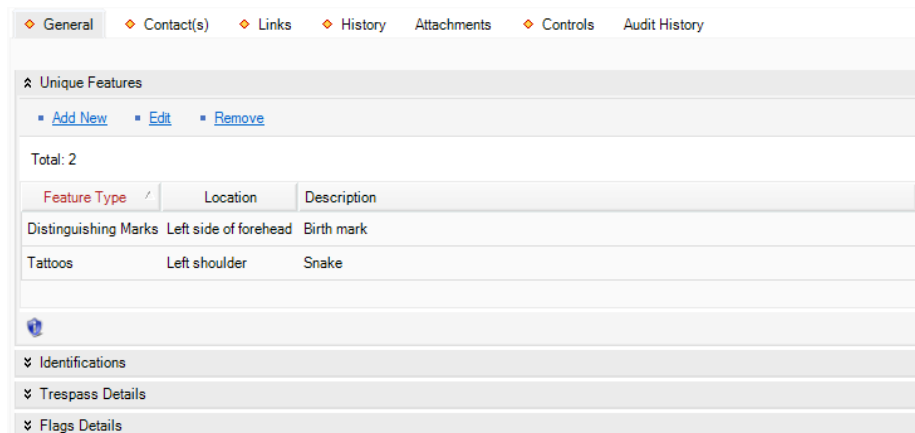 General Contact(s) Links History Attachments Controls Audit History
Unique Features
Add New Edit Remove
Total: 2
Feature Type Location Description
Distinguishing Marks Left side of forehead Birth mark
Tattoos Left shoulder Snake
Identifications
Trespass Details
Flags Details